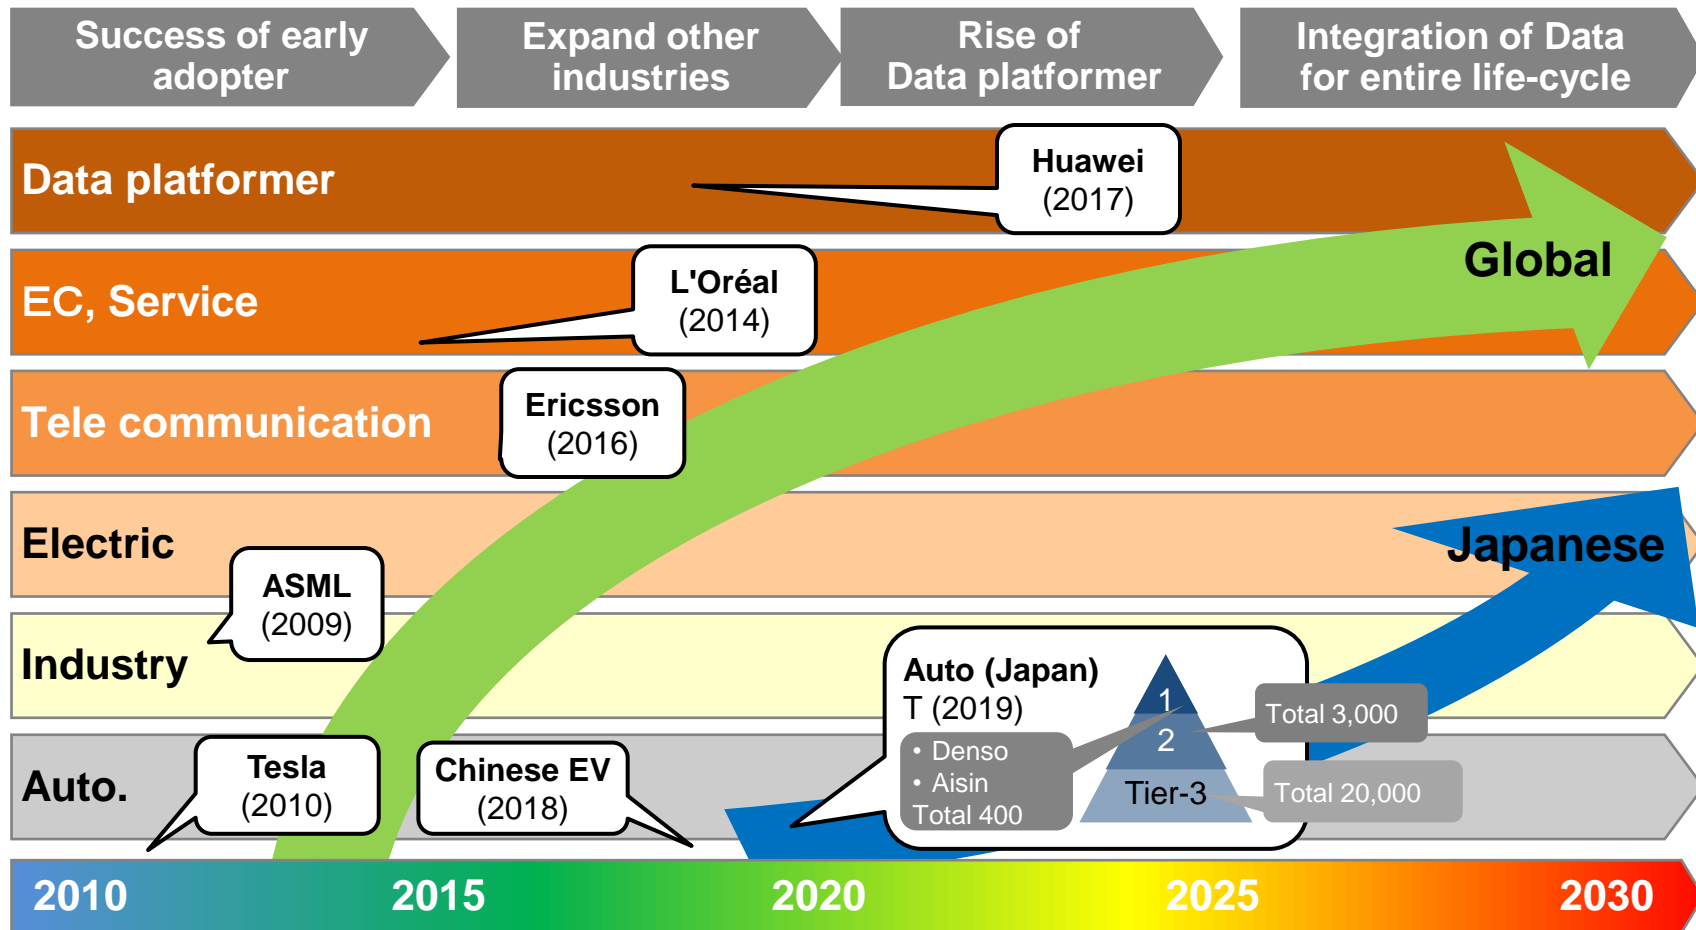 Success of early
adopter
Expand other
industries
Rise of
Data platformer
Integration of Data
for entire life-cycle
Data platformer
Huawei
(2017)
EC, Service
L'Oréal
(2014)
Global
Tele communication
Ericsson
(2016)
Electric
Japanese
ASML
(2009)
Industry
Auto (Japan)
T (2019)
• Denso
• Aisin
Total 400
1
2
Tier-3
Total 3,000
Total 20,000
Auto.
Tesla
(2010)
Chinese EV
(2018)
2010
2015
2020
2025
2030